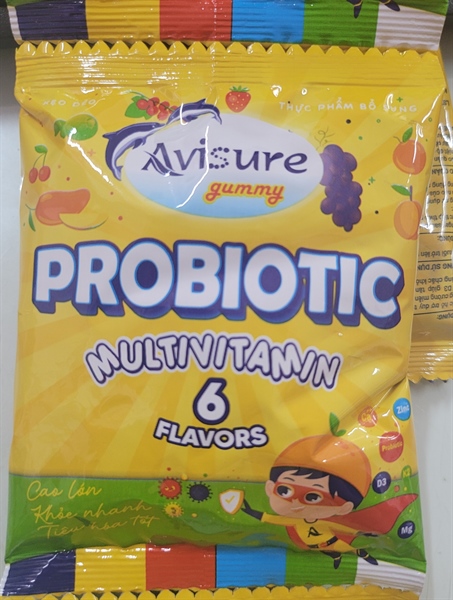 KẸO DẺO
THỰC PHẨM BỔ SUNG
Avisure
gummy
PROBIOTIC
MULTIVITAMIN
6
FLAVORS
Zinc
D3
Mg
Cao lớn
Khỏe nhanh
Tiêu hóa tốt